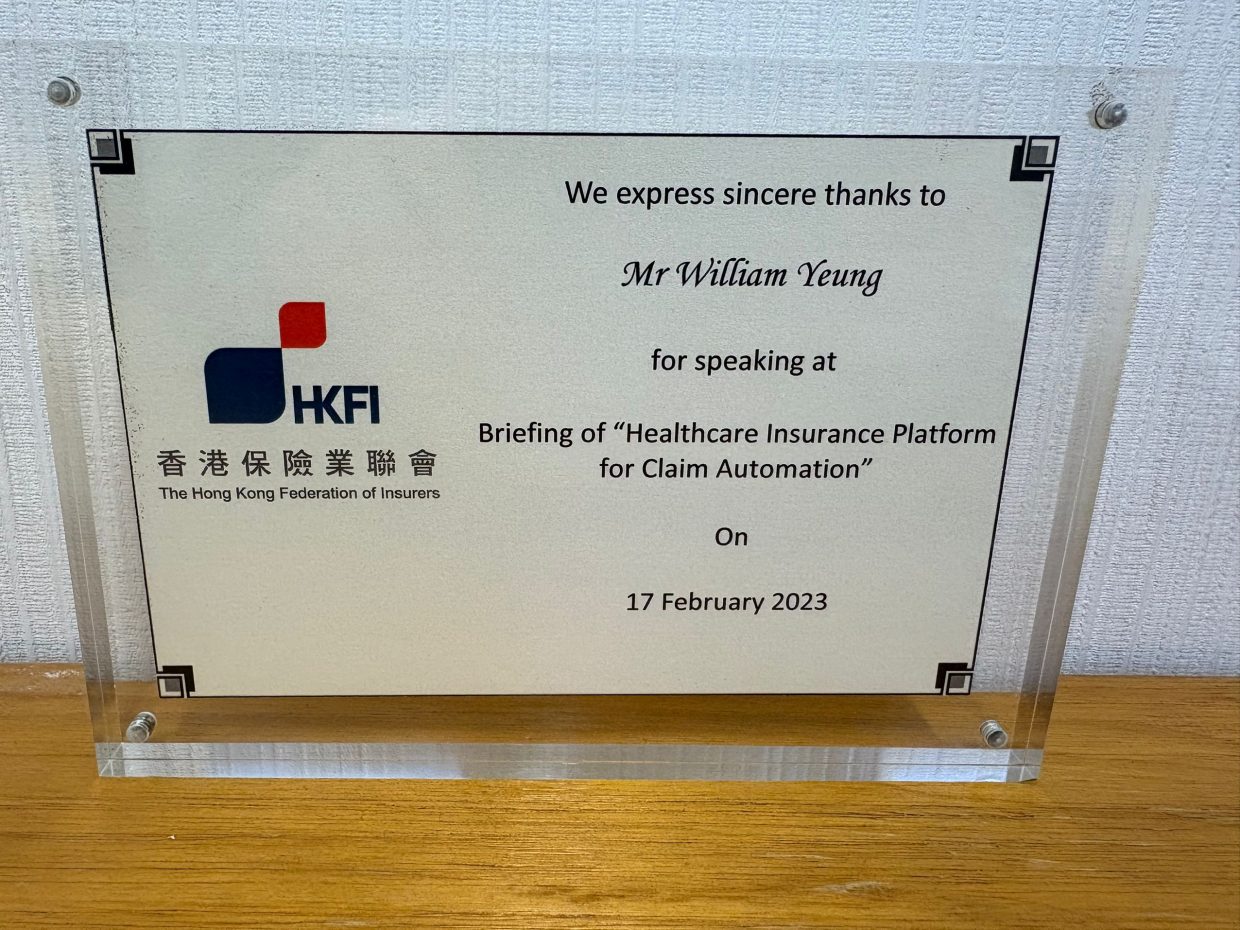 HKFI
香港保險業聯會
The Hong Kong Federation of Insurers
We express sincere thanks to
Mr William Yeung
for speaking at
Briefing of “Healthcare Insurance Platform
for Claim Automation”
On
17 February 2023